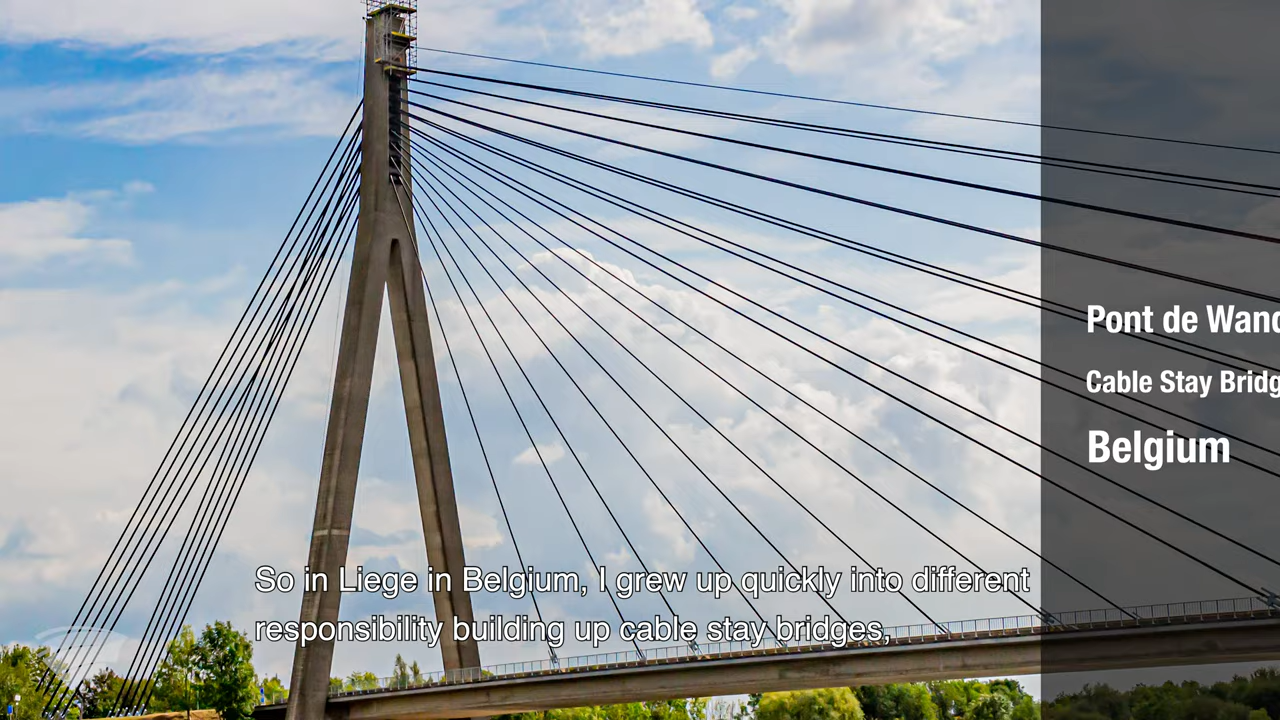 Pont de Wand
Cable Stay Bridg
Belgium
So in Liege in Belgium, I grew up quickly into different
responsibility building up cable stay bridges,